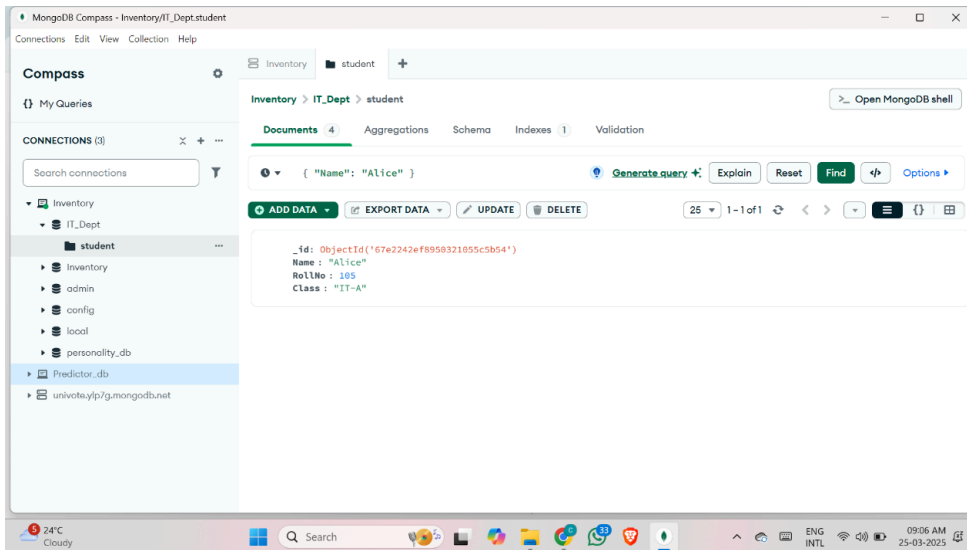 MongoDB Compass - Inventory/IT_Dept.student
Connections Edit View Collection Help
Compass
{} My Queries
CONNECTIONS (3)
Search connections
Inventory
IT_Dept
student
Inventory
admin
config
local
personality_db
Predictor_db
univote.ylp7g.mongodb.net
Inventory student
Inventory > IT_Dept > student
>_ Open MongoDB shell
Documents 4 Aggregations Schema Indexes 1 Validation
{ "Name": "Alice" }
Generate query Explain Reset Find </> Options
ADD DATA EXPORT DATA UPDATE DELETE
25 1-1 of 1 {}
_id: ObjectId('67e2242ef8950321055c5b54')
Name : "Alice"
RollNo : 105
Class : "IT-A"
5 24°C
Cloudy
Search
99+
ENG
INTL
09:06 AM
25-03-2025